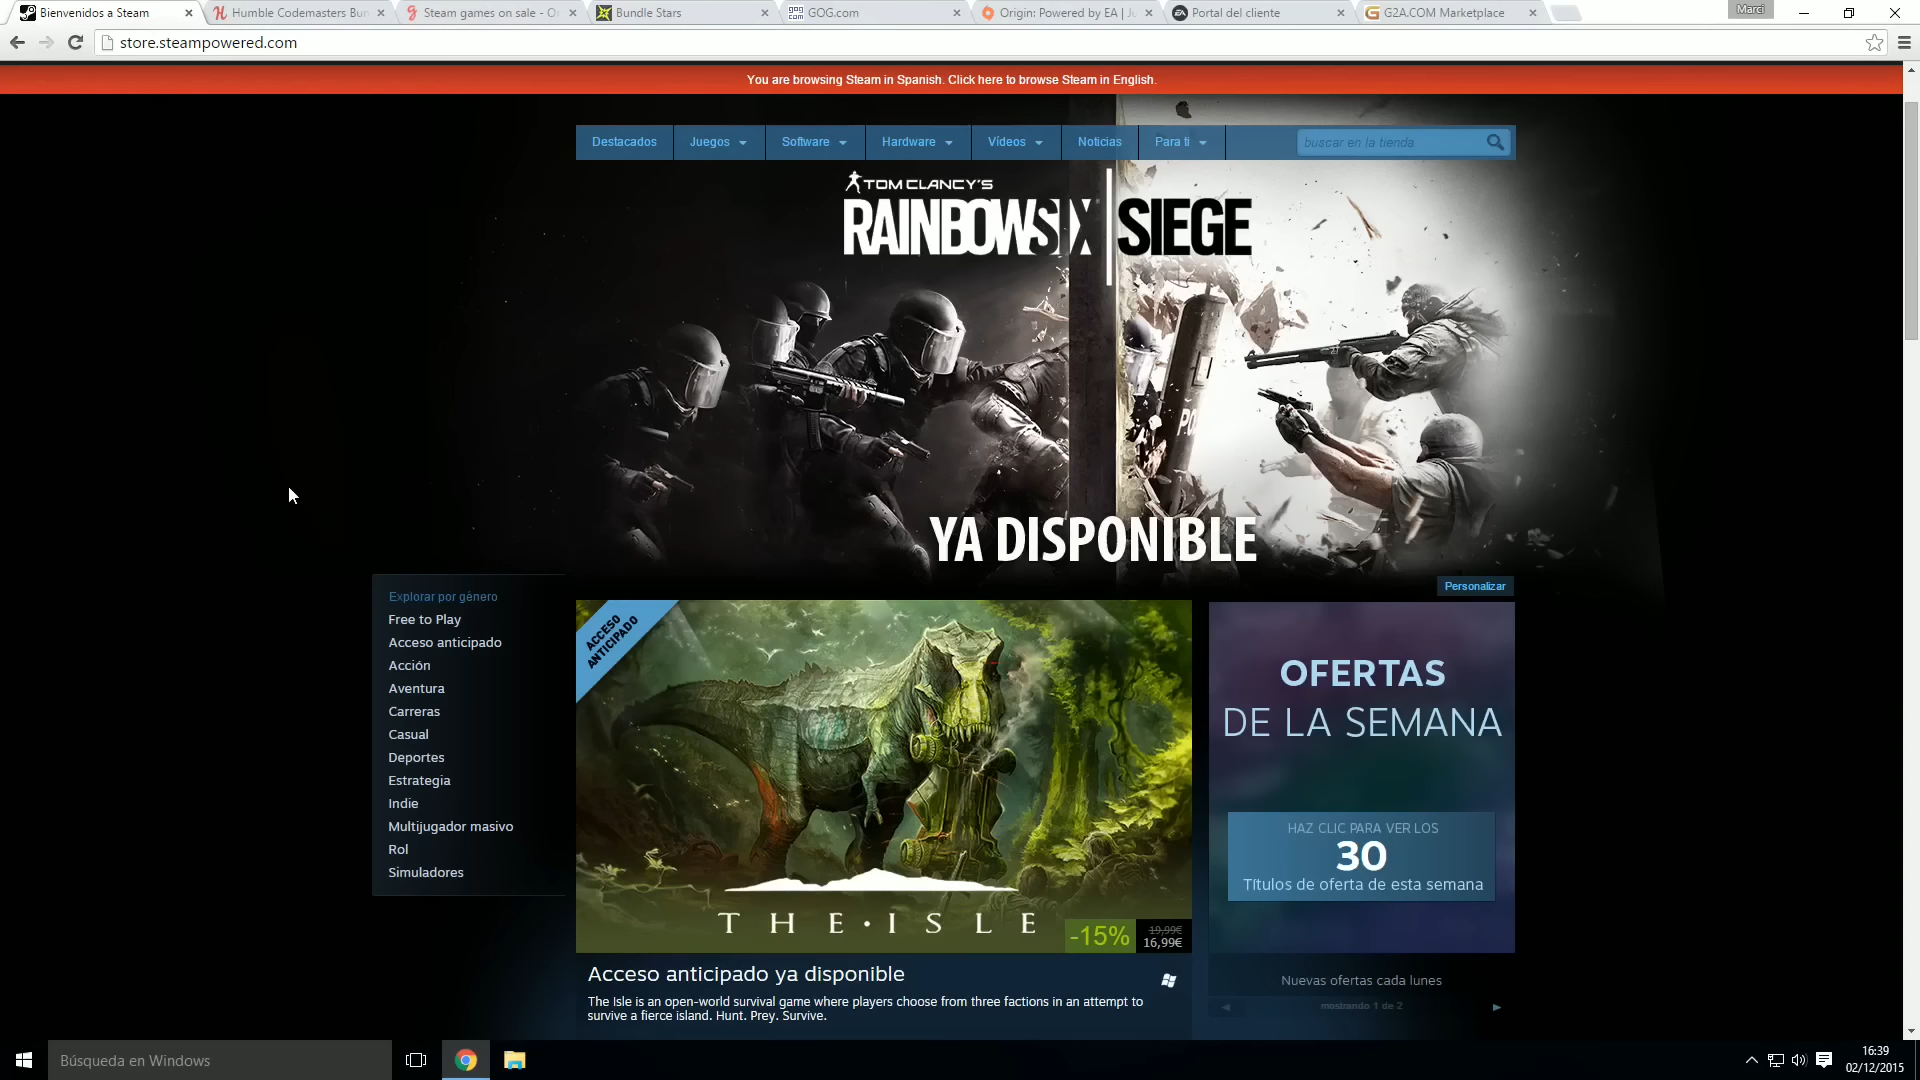 Bienvenidos a Steam
Humble Codemasters Bun
Steam games on sale - On
Bundle Stars
GOG.com
Origin: Powered by EA | Ju
Portal del cliente
G2A.COM Marketplace
Marci
store.steampowered.com
You are browsing Steam in Spanish. Click here to browse Steam in English.
Destacados
Juegos
Software
Hardware
Vídeos
Noticias
Para ti
buscar en la tienda
TOM CLANCY'S
RAINBOWSIX | SIEGE
PO
YA DISPONIBLE
Personalizar
Explorar por género
Free to Play
Acceso anticipado
Acción
Aventura
Carreras
Casual
Deportes
Estrategia
Indie
Multijugador masivo
Rol
Simuladores
ACCESO
ANTICIPADO
THE·ISLE
-15%
19,99€
16,99€
Acceso anticipado ya disponible
The Isle is an open-world survival game where players choose from three factions in an attempt to
survive a fierce island. Hunt. Prey. Survive.
OFERTAS
DE LA SEMANA
HAZ CLIC PARA VER LOS
30
Títulos de oferta de esta semana
Nuevas ofertas cada lunes
mostrando 1 de 2
Búsqueda en Windows
16:39
02/12/2015